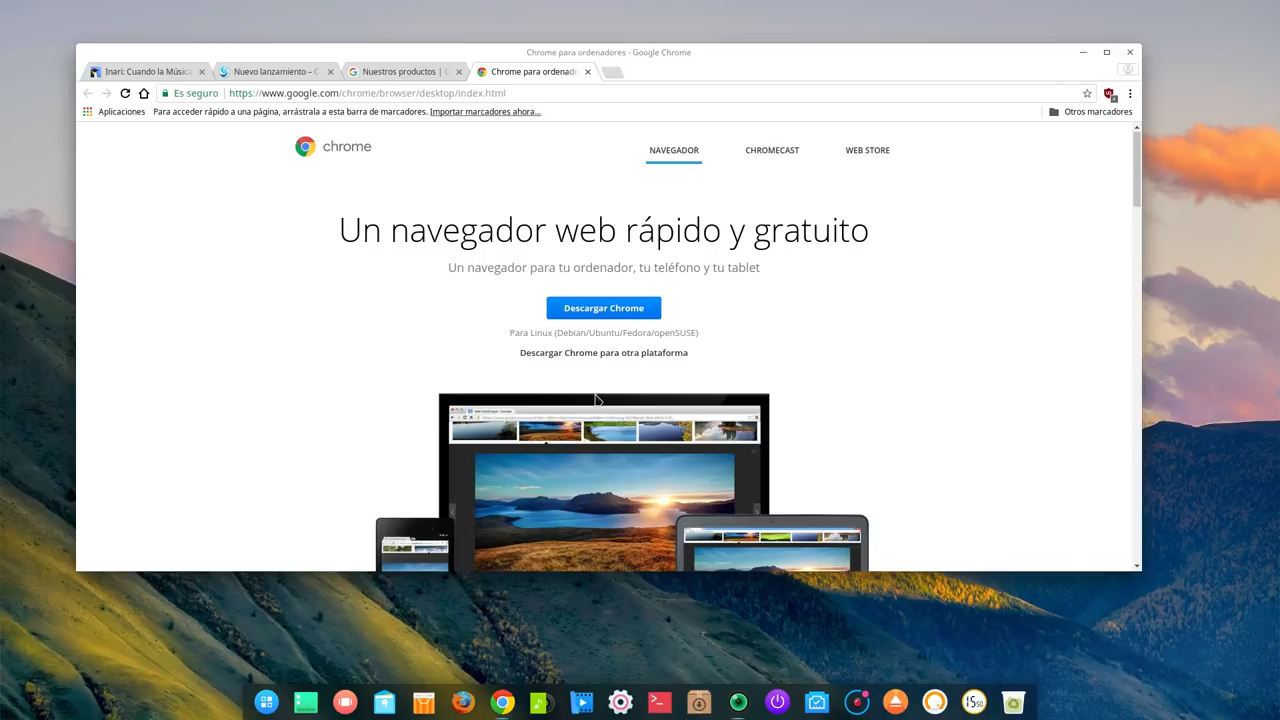 Chrome para ordenadores - Google Chrome
Inari: Cuando la Música
Nuevo lanzamiento – C
Nuestros productos |
Chrome para ordenado
Es seguro
https://www.google.com/chrome/browser/desktop/index.html
Aplicaciones
Para acceder rápido a una página, arrástrala a esta barra de marcadores. Importar marcadores ahora...
Otros marcadores
chrome
NAVEGADOR
CHROMECAST
WEB STORE
Un navegador web rápido y gratuito
Un navegador para tu ordenador, tu teléfono y tu tablet
Descargar Chrome
Para Linux (Debian/Ubuntu/Fedora/openSUSE)
Descargar Chrome para otra plataforma
15 50